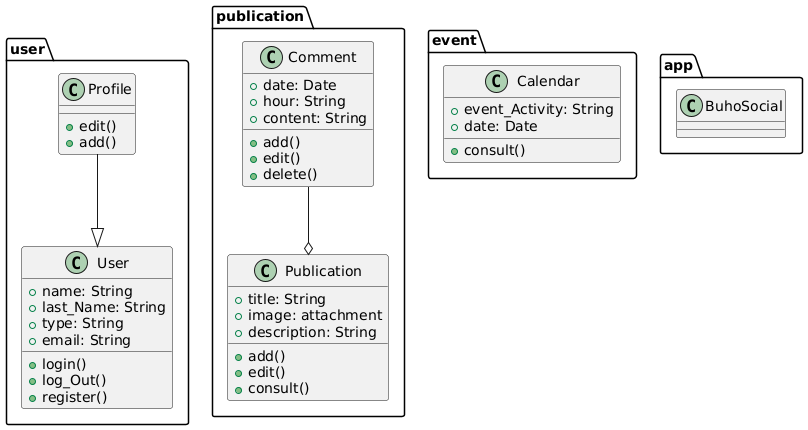 user
C Profile
edit()
add()
C User
name: String
last_Name: String
type: String
email: String
login()
log_Out()
register()
publication
C Comment
date: Date
hour: String
content: String
add()
edit()
delete()
C Publication
title: String
image: attachment
description: String
add()
edit()
consult()
event
C Calendar
event_Activity: String
date: Date
consult()
app
C BuhoSocial